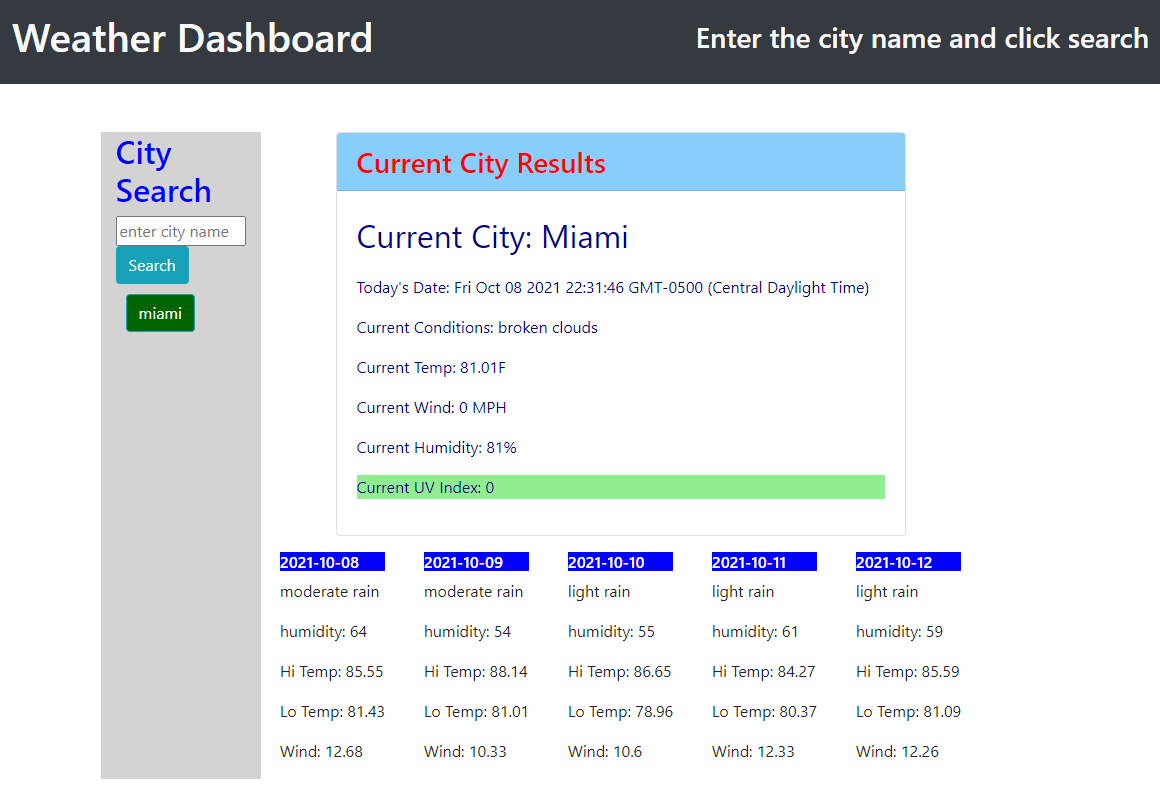 Weather Dashboard
Enter the city name and click search
City
Search
enter city name
Search
miami
Current City Results
Current City: Miami
Today's Date: Fri Oct 08 2021 22:31:46 GMT-0500 (Central Daylight Time)
Current Conditions: broken clouds
Current Temp: 81.01F
Current Wind: 0 MPH
Current Humidity: 81%
Current UV Index: 0
2021-10-08 2021-10-09 2021-10-10 2021-10-11 2021-10-12
moderate rain moderate rain light rain light rain light rain
humidity: 64 humidity: 54 humidity: 55 humidity: 61 humidity: 59
Hi Temp: 85.55 Hi Temp: 88.14 Hi Temp: 86.65 Hi Temp: 84.27 Hi Temp: 85.59
Lo Temp: 81.43 Lo Temp: 81.01 Lo Temp: 78.96 Lo Temp: 80.37 Lo Temp: 81.09
Wind: 12.68 Wind: 10.33 Wind: 10.6 Wind: 12.33 Wind: 12.26